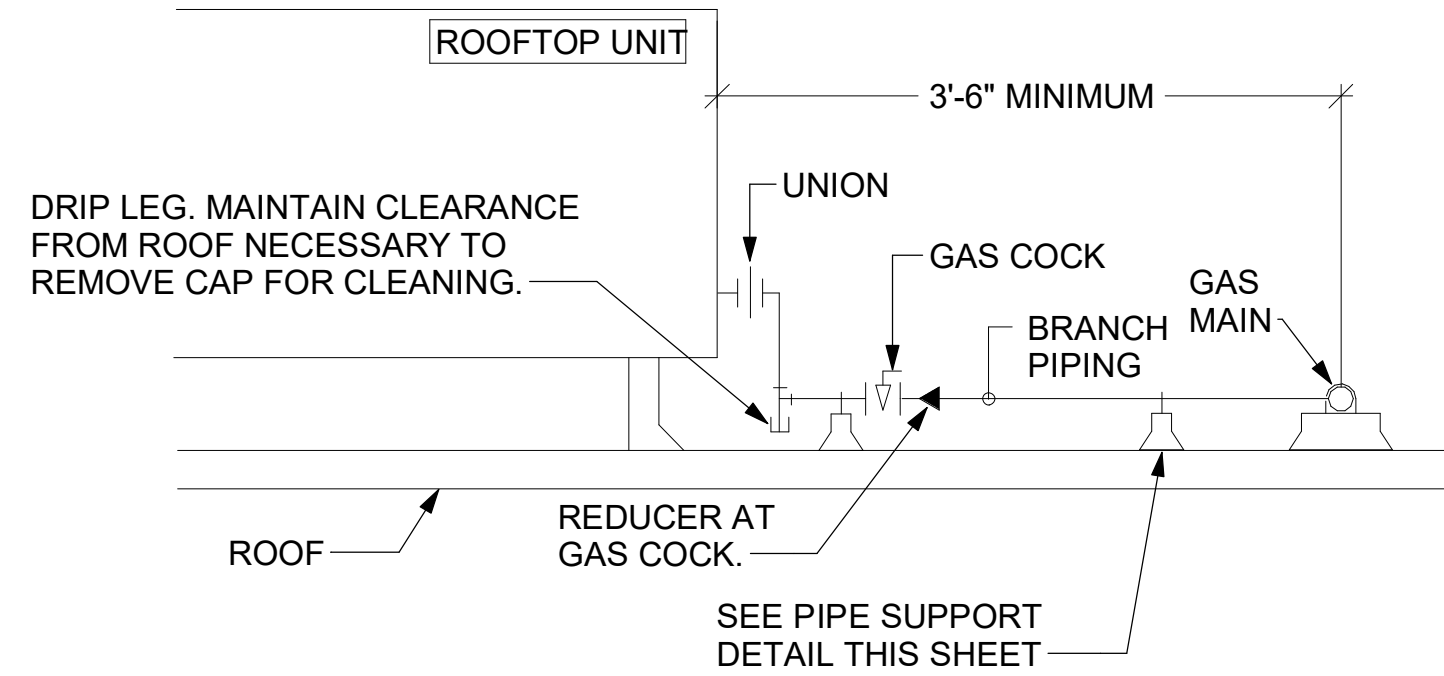 ROOFTOP UNIT
3'-6" MINIMUM
UNION
DRIP LEG. MAINTAIN CLEARANCE
FROM ROOF NECESSARY TO
REMOVE CAP FOR CLEANING.
GAS COCK
GAS
MAIN
BRANCH
PIPING
REDUCER AT
GAS COCK.
ROOF
SEE PIPE SUPPORT
DETAIL THIS SHEET